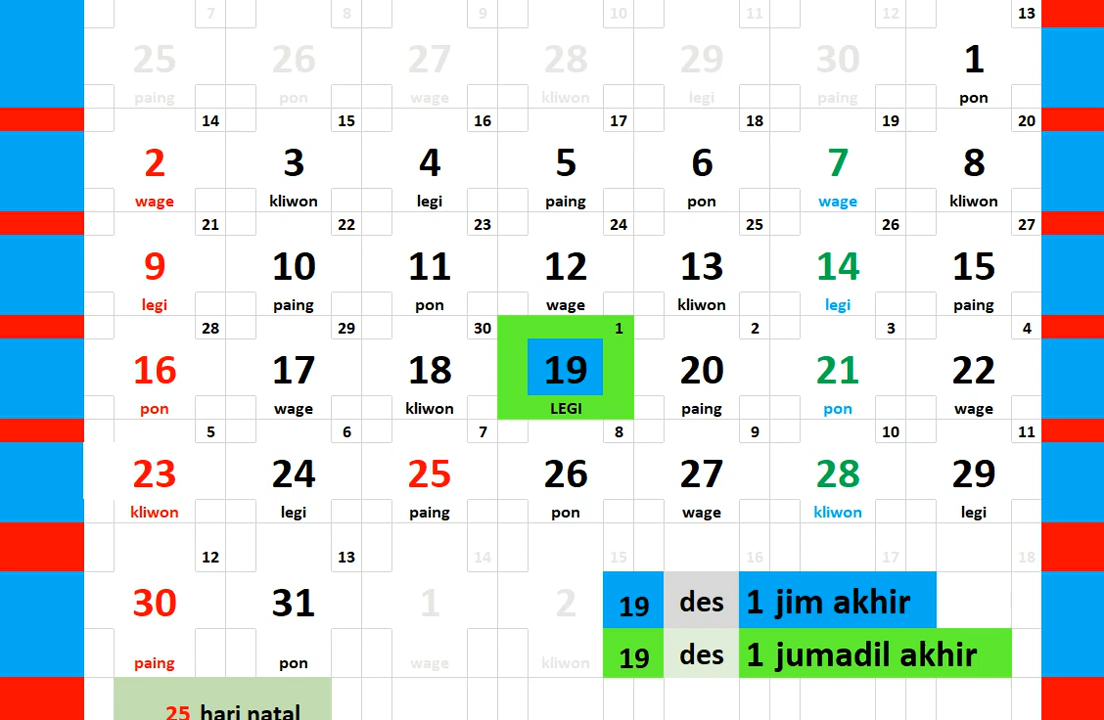 7 8 9 10 11 12 13
25 26 27 28 29 30 1
paing pon wage kliwon legi paing pon
14 15 16 17 18 19 20
2 3 4 5 6 7 8
wage kliwon legi paing pon wage kliwon
21 22 23 24 25 26 27
9 10 11 12 13 14 15
legi paing pon wage kliwon legi paing
28 29 30 1 2 3 4
16 17 18 19 20 21 22
pon wage kliwon LEGI paing pon wage
5 6 7 8 9 10 11
23 24 25 26 27 28 29
kliwon legi paing pon wage kliwon legi
12 13 14 15 16 17 18
30 31 1 2 19 des 1 jim akhir
paing pon wage kliwon 19 des 1 jumadil akhir
25 hari natal